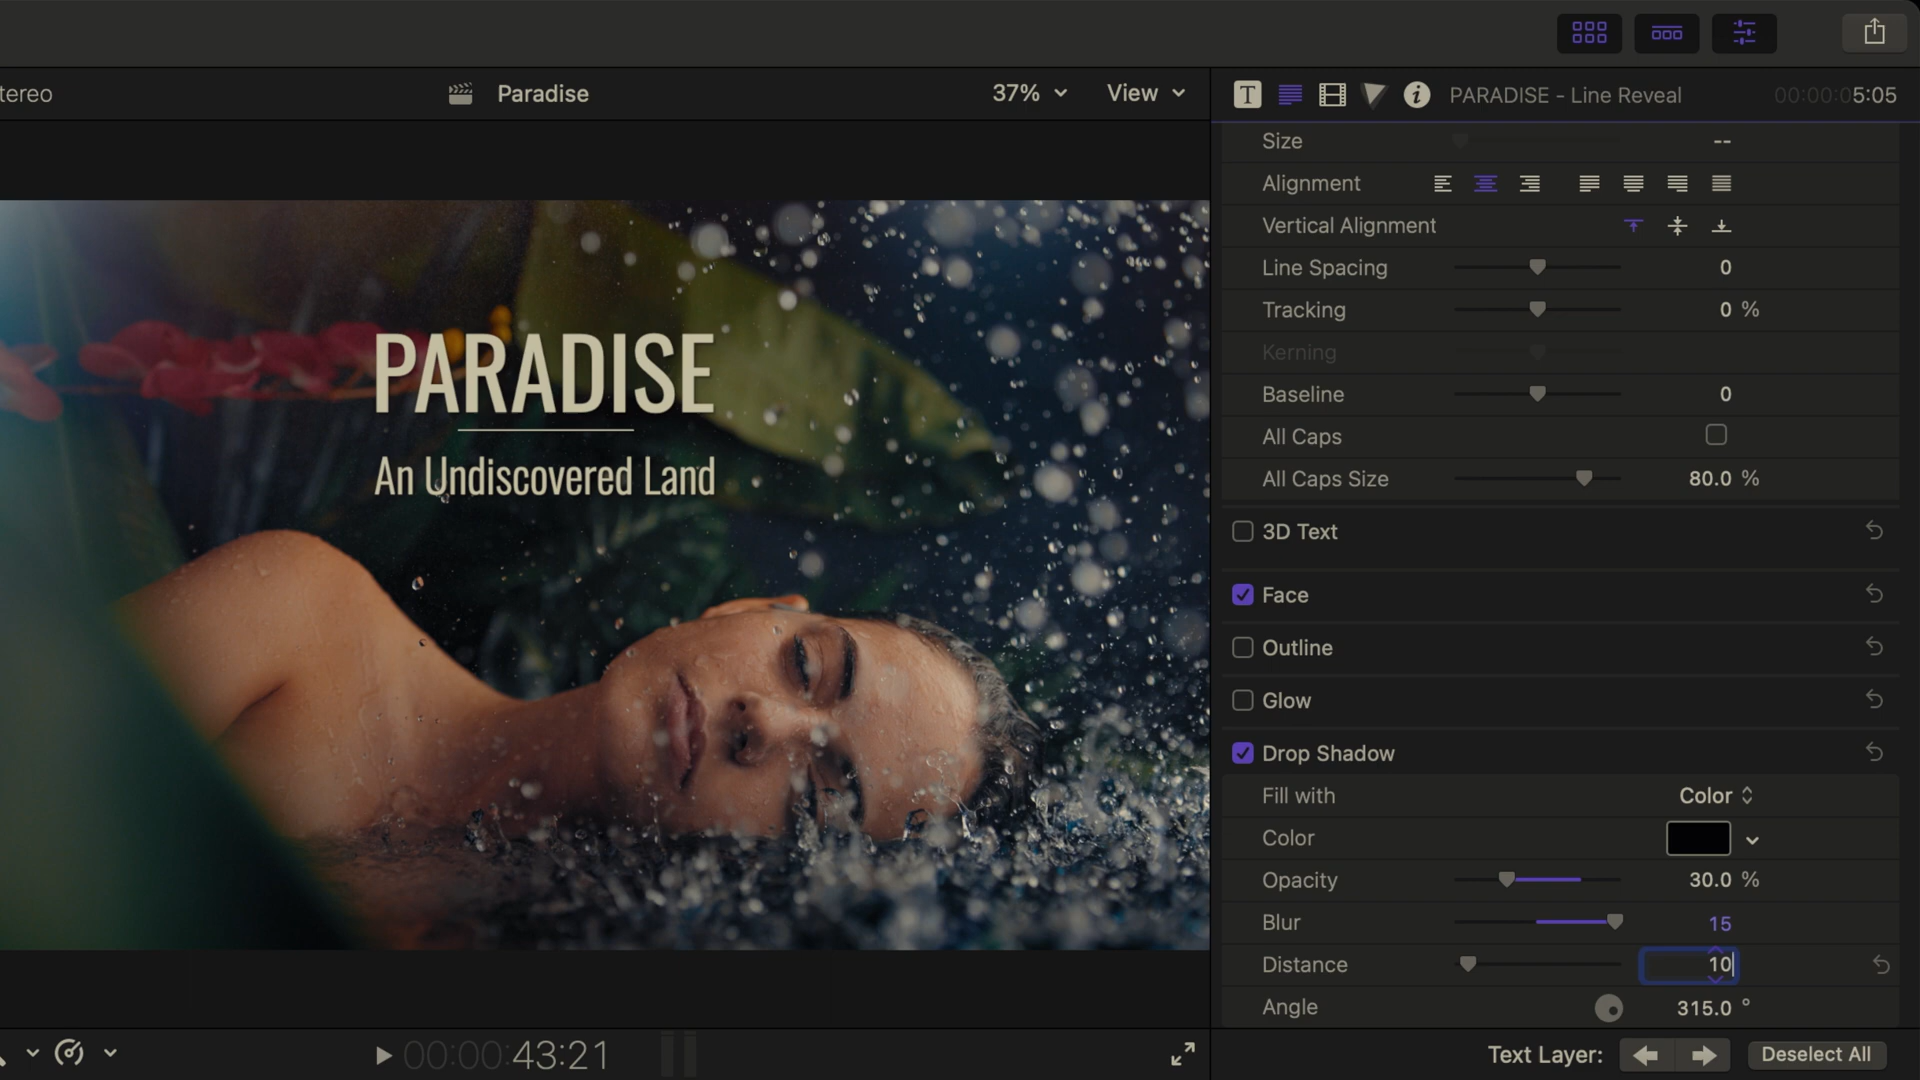 tereo
Paradise
37%
View
T
i
PARADISE - Line Reveal
00:00:05:05
Size
--
Alignment
Vertical Alignment
Line Spacing
0
Tracking
0 %
Kerning
Baseline
0
All Caps
All Caps Size
80.0 %
3D Text
Face
Outline
Glow
Drop Shadow
Fill with
Color
Color
Opacity
30.0 %
Blur
15
Distance
10
Angle
315.0 °
PARADISE
An Undiscovered Land
00:00:43:21
Text Layer:
Deselect All